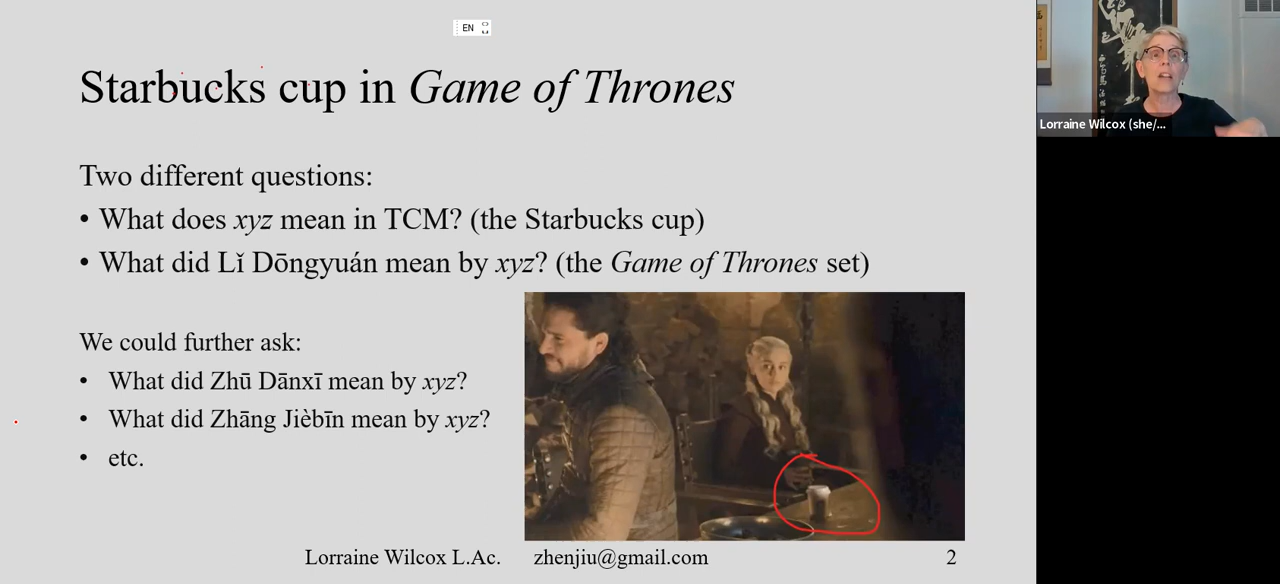 EN
Starbucks cup in Game of Thrones
Two different questions:
• What does xyz mean in TCM? (the Starbucks cup)
• What did Lǐ Dōngyuán mean by xyz? (the Game of Thrones set)
We could further ask:
• What did Zhū Dānxī mean by xyz?
• What did Zhāng Jièbīn mean by xyz?
• etc.
Lorraine Wilcox L.Ac. zhenjiu@gmail.com 2
Lorraine Wilcox (she/...